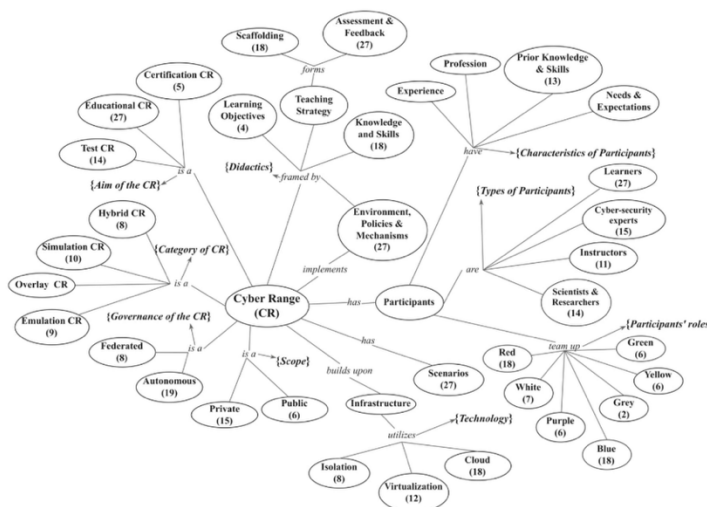 Scaffolding
(18)
Assessment &
Feedback
(27)
forms
Teaching
Strategy
Certification CR
(5)
Educational CR
(27)
Test CR
(14)
is a
{Aim of the CR}
Learning
Objectives
(4)
Knowledge
and Skills
(18)
{Didactics}
framed by
Environment,
Policies &
Mechanisms
(27)
implements
Profession
Experience
Prior Knowledge
& Skills
(13)
Needs &
Expectations
have
{Characteristics of Participants}
{Types of Participants}
Learners
(27)
Cyber-security
experts
(15)
Instructors
(11)
Scientists &
Researchers
(14)
are
Hybrid CR
(8)
Simulation CR
(10)
Overlay CR
Emulation CR
(9)
is a
{Category of CR}
Cyber Range
(CR)
has
Participants
{Governance of the CR}
Federated
(8)
Autonomous
(19)
is a
{Scope}
is a
Private
(15)
Public
(6)
has
Scenarios
(27)
builds upon
Infrastructure
{Technology}
utilizes
Isolation
(8)
Virtualization
(12)
Cloud
(18)
{Participants' roles}
team up
Red
(18)
White
(7)
Purple
(6)
Blue
(18)
Grey
(2)
Yellow
(6)
Green
(6)